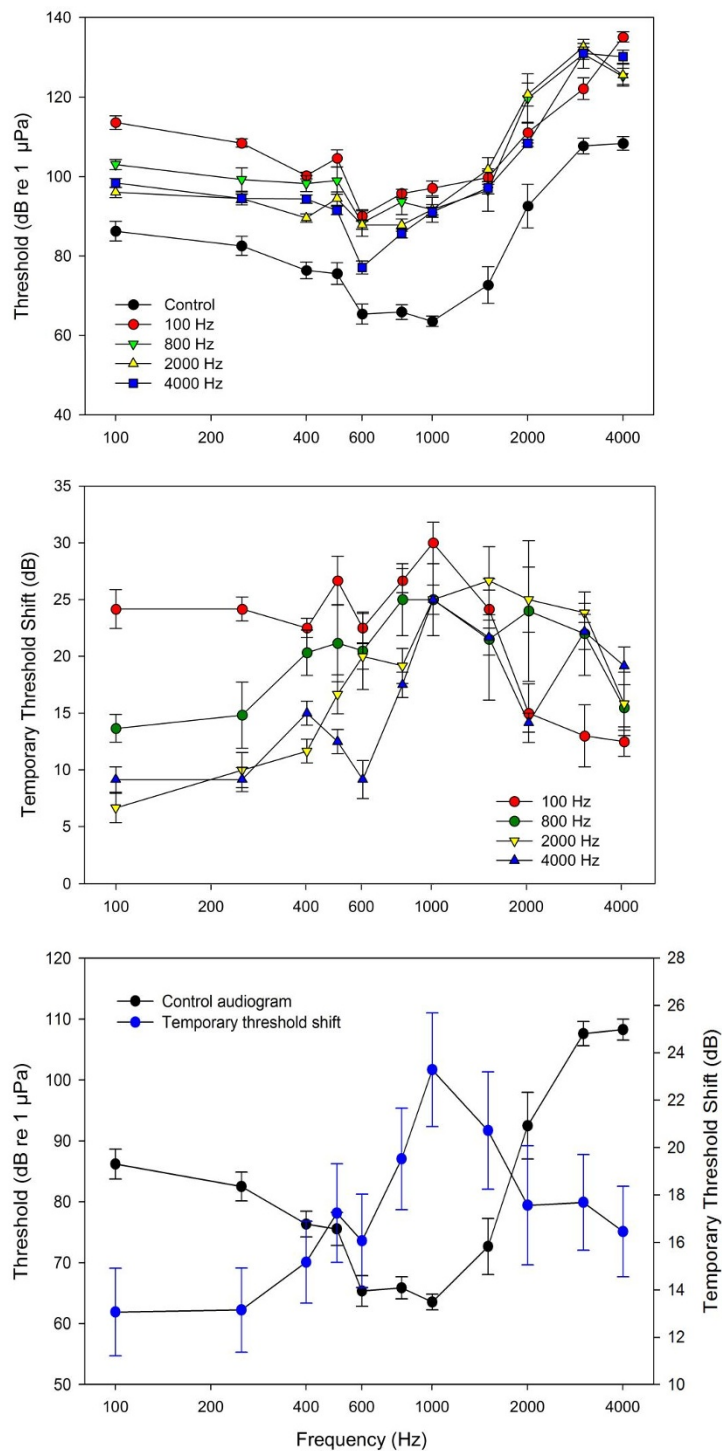 140
120
100
80
60
40
Threshold (dB re 1 µPa)
Control
100 Hz
800 Hz
2000 Hz
4000 Hz
100 200 400 600 1000 2000 4000
35
30
25
20
15
10
5
0
Temporary Threshold Shift (dB)
100 Hz
800 Hz
2000 Hz
4000 Hz
100 200 400 600 1000 2000 4000
120
110
100
90
80
70
60
50
Threshold (dB re 1 µPa)
Control audiogram
Temporary threshold shift
28
26
24
22
20
18
16
14
12
10
Temporary Threshold Shift (dB)
100 200 400 600 1000 2000 4000
Frequency (Hz)